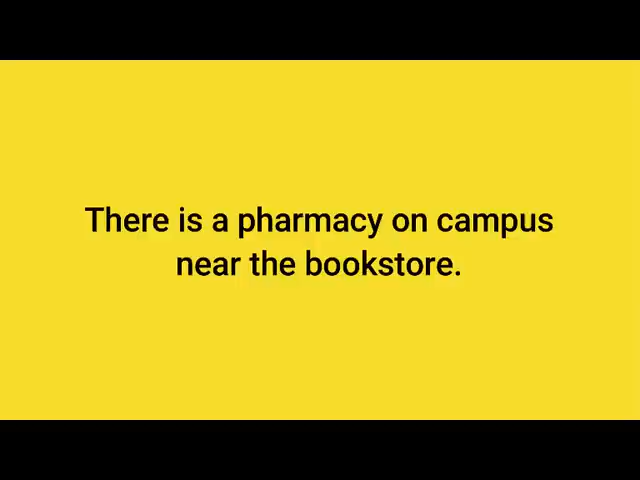 There is a pharmacy on campus
near the bookstore.